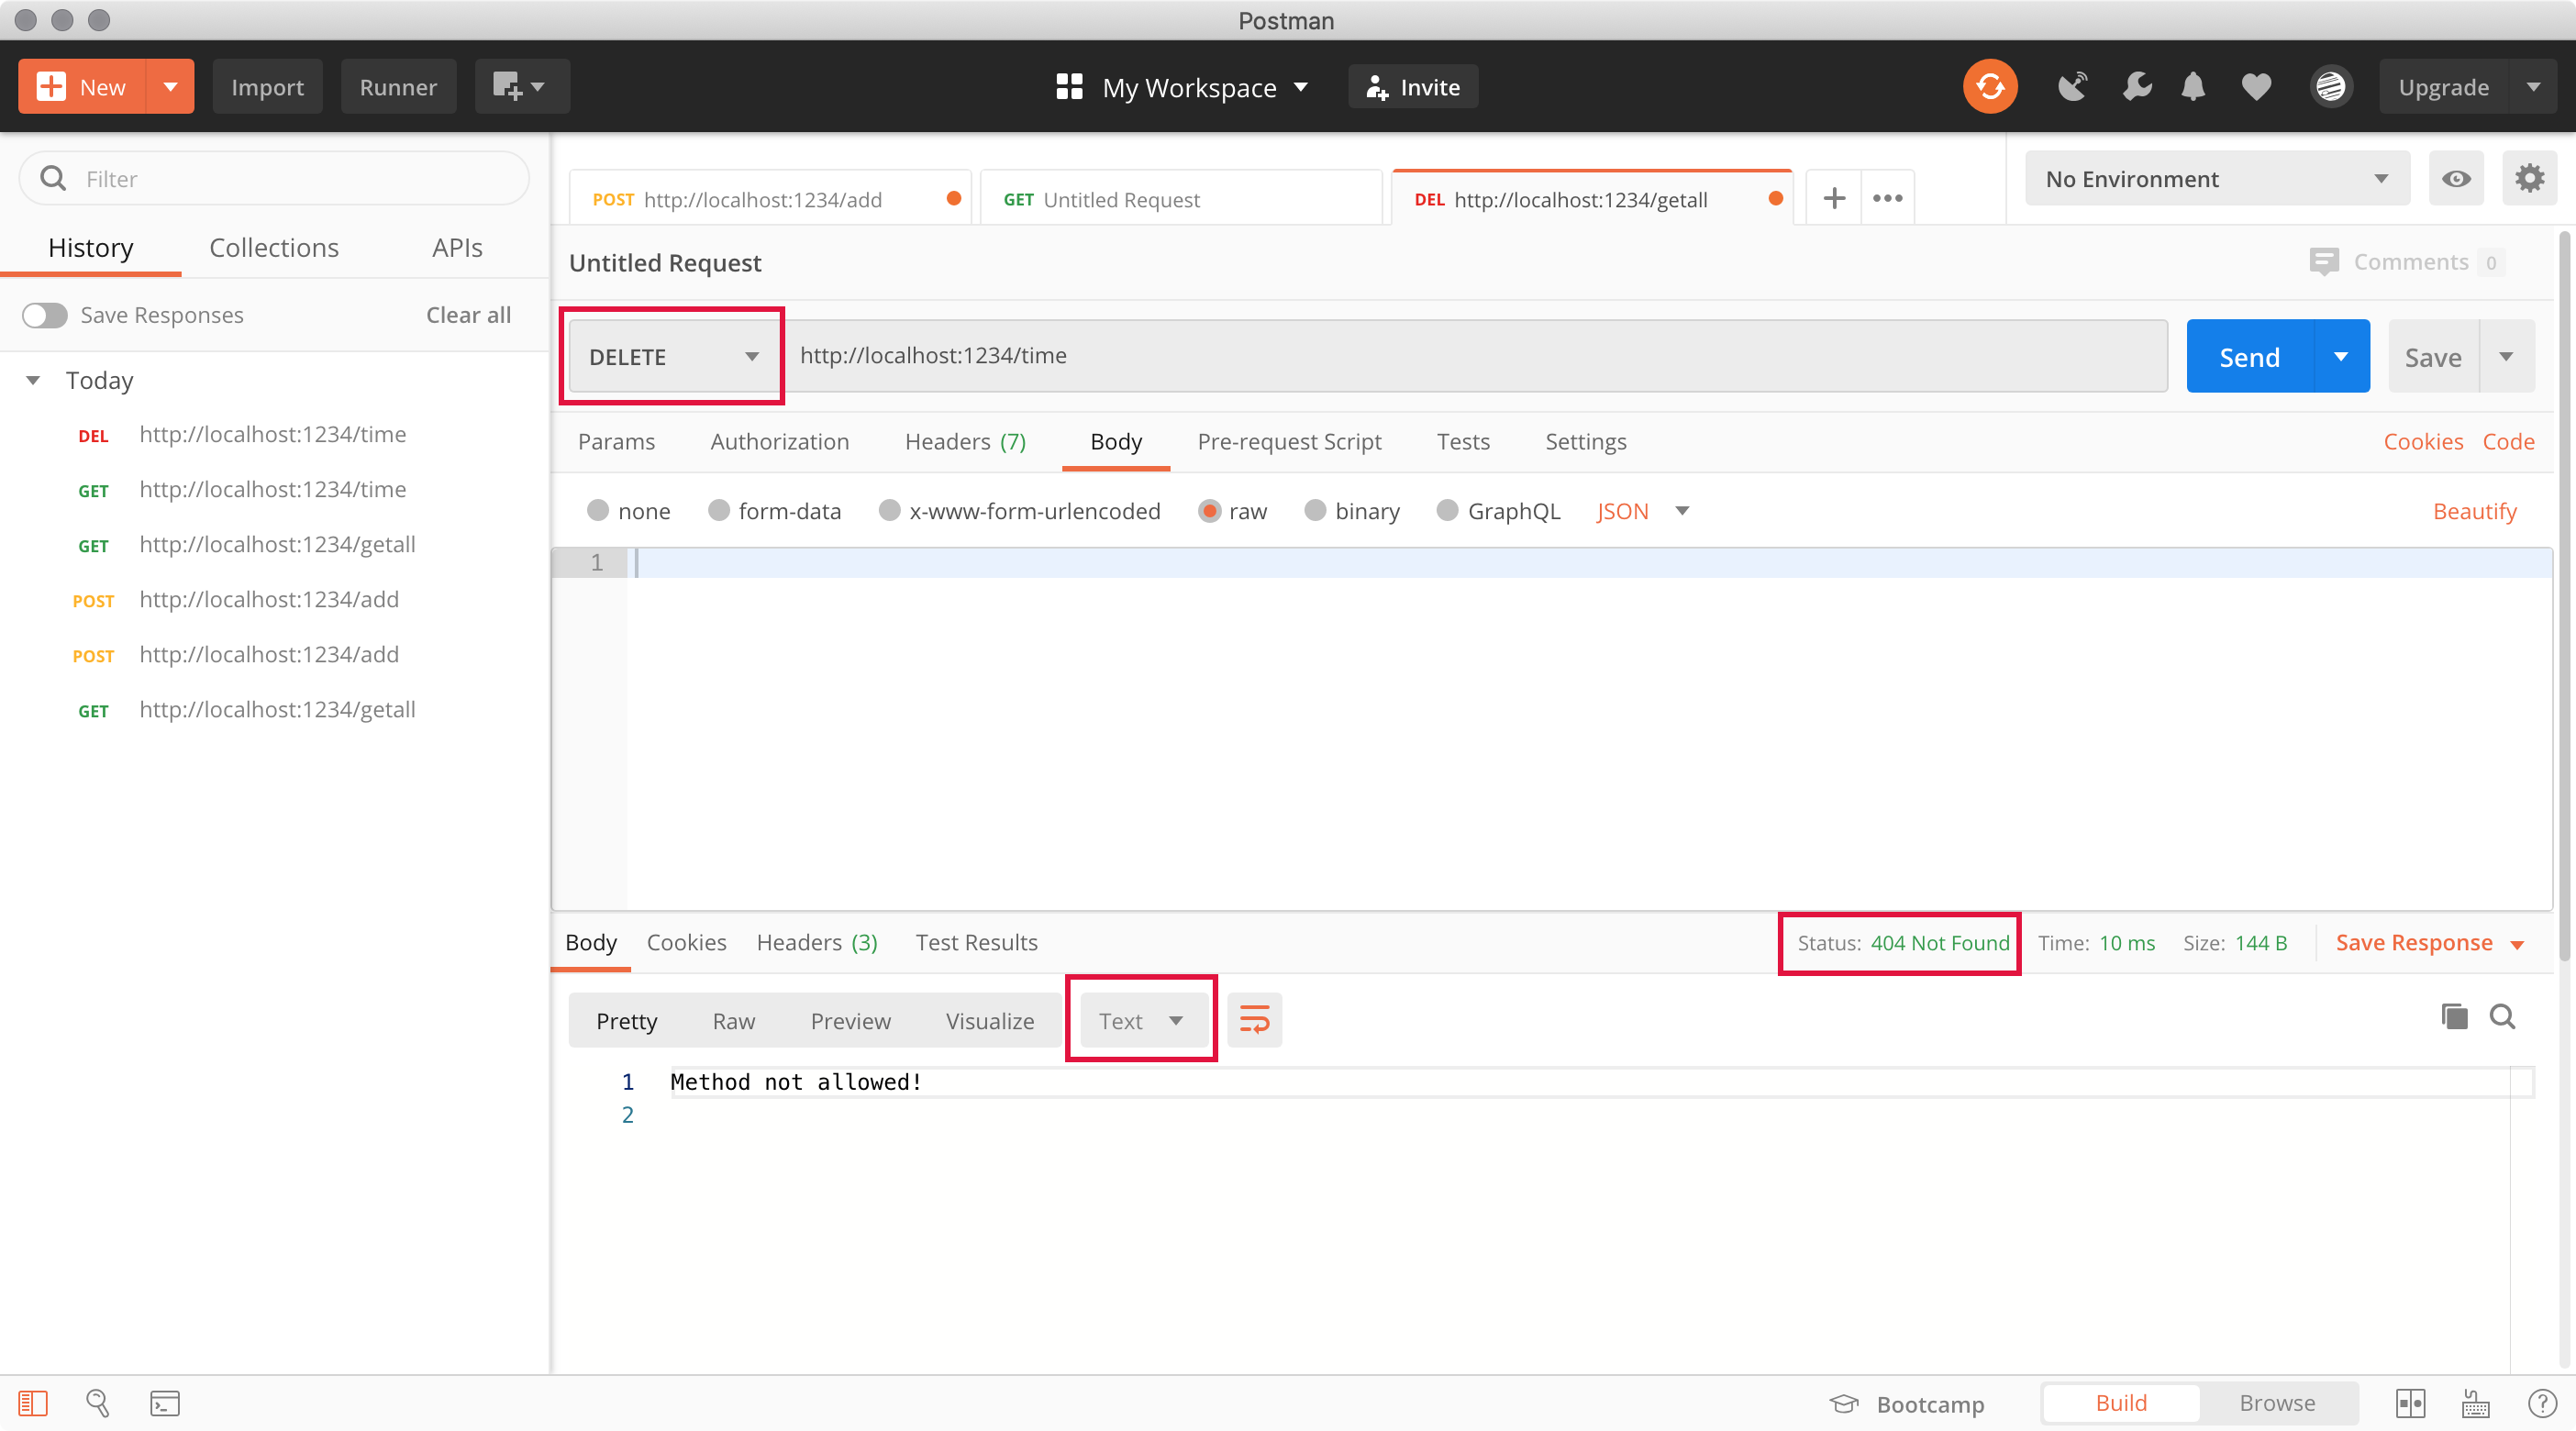 Postman
New
Import
Runner
My Workspace
Invite
Upgrade
Filter
History Collections APIs
Save Responses Clear all
Today
DEL http://localhost:1234/time
GET http://localhost:1234/time
GET http://localhost:1234/getall
POST http://localhost:1234/add
POST http://localhost:1234/add
GET http://localhost:1234/getall
POST http://localhost:1234/add
GET Untitled Request
DEL http://localhost:1234/getall
No Environment
Untitled Request
Comments 0
DELETE http://localhost:1234/time
Send
Save
Params Authorization Headers (7) Body Pre-request Script Tests Settings Cookies Code
none form-data x-www-form-urlencoded raw binary GraphQL JSON Beautify
1
Body Cookies Headers (3) Test Results Status: 404 Not Found Time: 10 ms Size: 144 B Save Response
Pretty Raw Preview Visualize Text
1 Method not allowed!
2
Bootcamp Build Browse